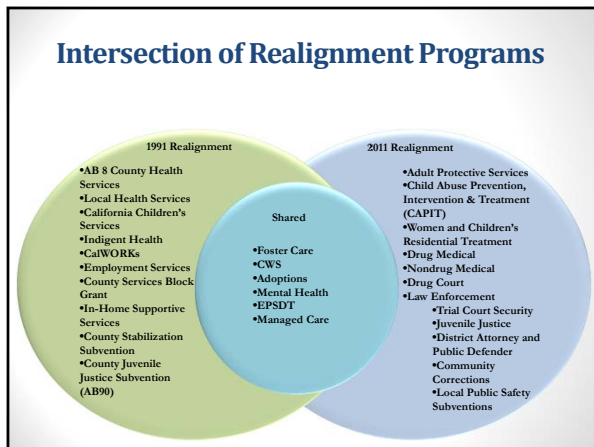 Intersection of Realignment Programs
1991 Realignment
•AB 8 County Health
Services
•Local Health Services
•California Children's
Services
•Indigent Health
•CalWORKs
•Employment Services
•County Services Block
Grant
•In-Home Supportive
Services
•County Stabilization
Subvention
•County Juvenile
Justice Subvention
(AB90)
Shared
•Foster Care
•CWS
•Adoptions
•Mental Health
•EPSDT
•Managed Care
2011 Realignment
•Adult Protective Services
•Child Abuse Prevention,
Intervention & Treatment
(CAPIT)
•Women and Children's
Residential Treatment
•Drug Medical
•Nondrug Medical
•Drug Court
•Law Enforcement
•Trial Court Security
•Juvenile Justice
•District Attorney and
Public Defender
•Community
Corrections
•Local Public Safety
Subventions